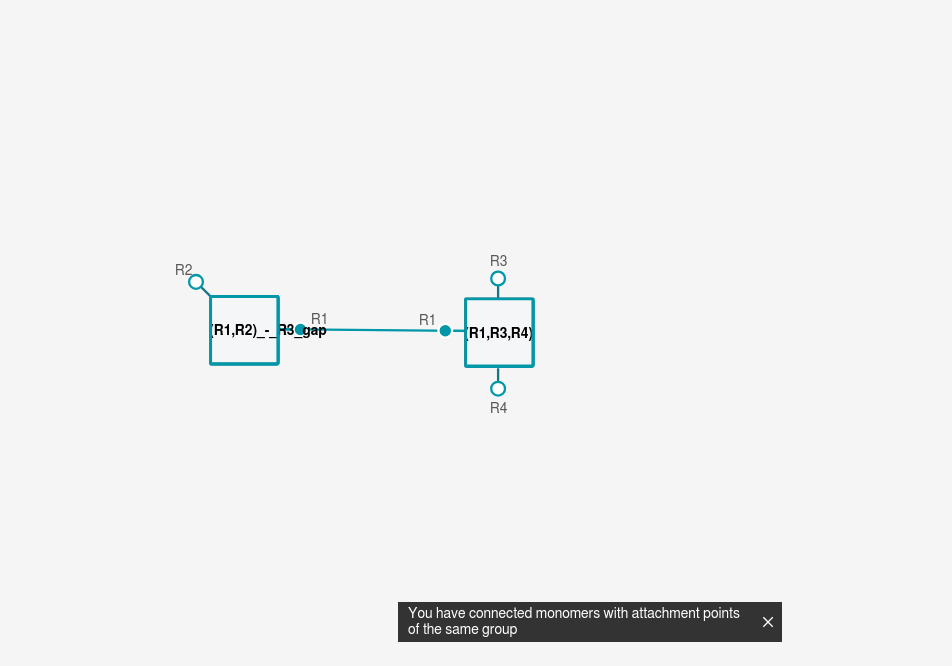 R3
R2
R1
R1
(R1,R2)_-_R3_gap
(R1,R3,R4)
R4
You have connected monomers with attachment points
of the same group